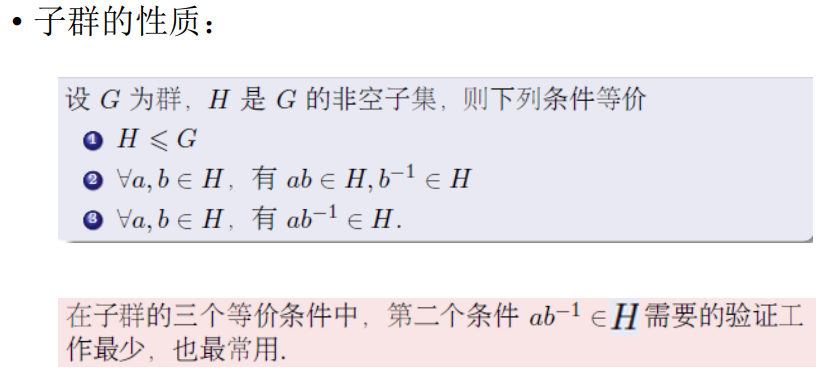 • 子群的性质：
设 G 为群，H 是 G 的非空子集，则下列条件等价
1 H ⩽ G
2 ∀a, b ∈ H，有 ab ∈ H, b⁻¹ ∈ H
3 ∀a, b ∈ H，有 ab⁻¹ ∈ H.
在子群的三个等价条件中，第二个条件 ab⁻¹ ∈ H 需要的验证工
作最少，也最常用.